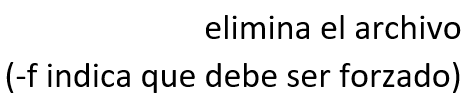 elimina el archivo
(-f indica que debe ser forzado)